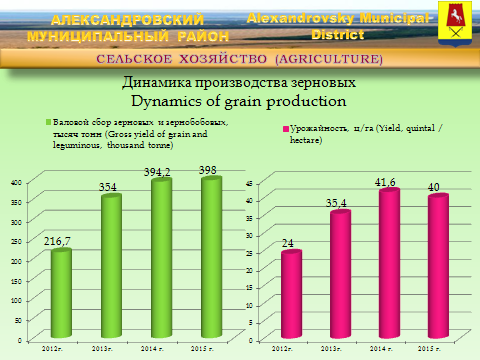 АЛЕКСАНДРОВСКИЙ
МУНИЦИПАЛЬНЫЙ РАЙОН
Alexandrovsky Municipal
District
СЕЛЬСКОЕ ХОЗЯЙСТВО (AGRICULTURE)
Динамика производства зерновых
Dynamics of grain production
Валовой сбор зерновых и зернобобовых,
тысяч тонн (Gross yield of grain and
leguminous, thousand tonne)
216,7
354
394,2
398
400
350
300
250
200
150
100
50
0
2012г.
2013 г.
2014 г.
2015 г.
Урожайность, ц/га (Yield, quintal /
hectare)
24
35,4
41,6
40
45
40
35
30
25
20
15
10
5
0
2012г.
2013 г.
2014 г.
2015 г.